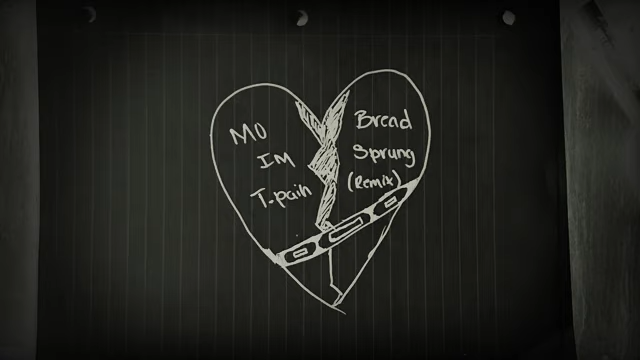 MO
IM
T-pain
Bread
Sprung
(Remix)